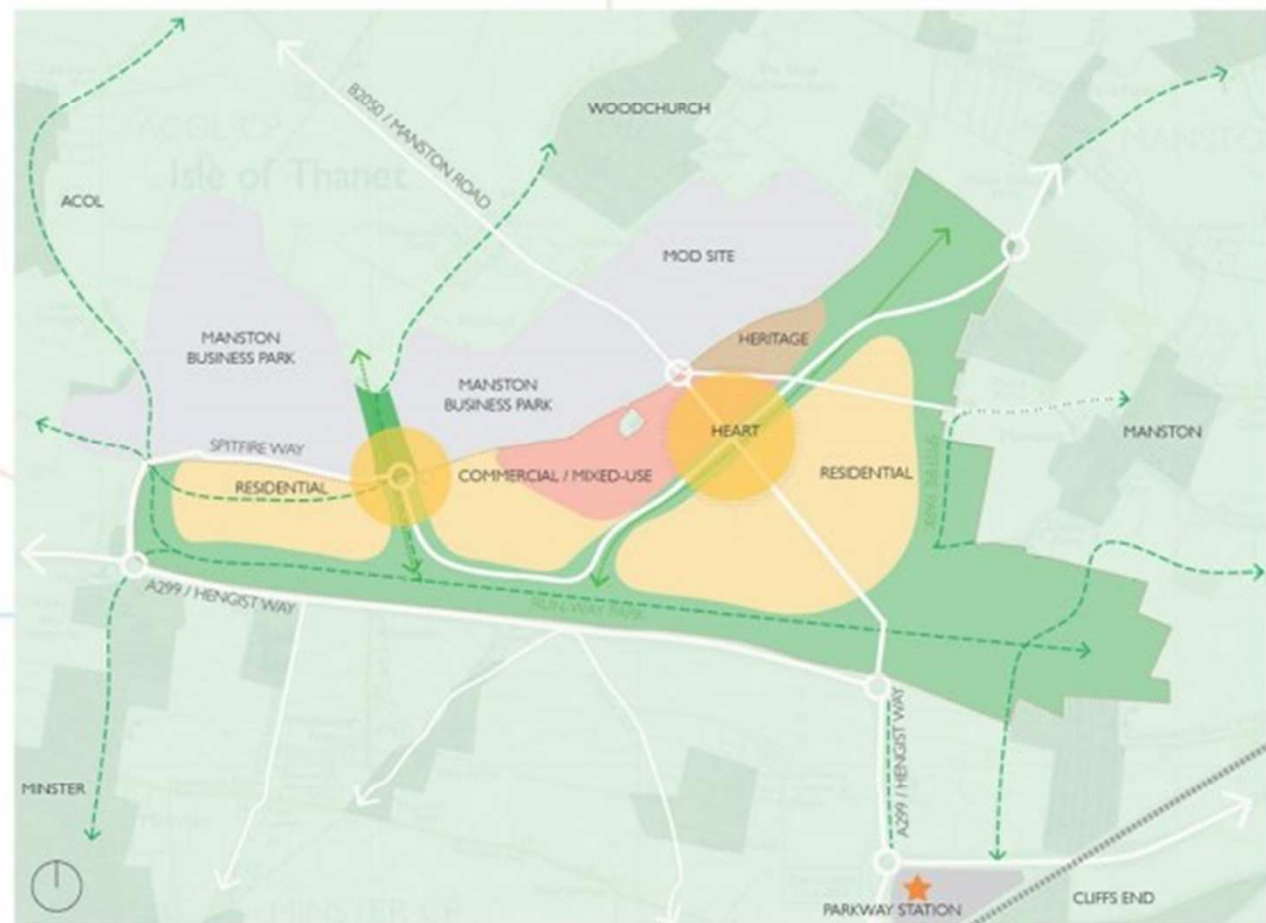 WOODCHURCH
B2050 / MANSTON ROAD
Isle of Thanet
ACOL
MOD SITE
MANSTON
BUSINESS PARK
HERITAGE
MANSTON
BUSINESS PARK
HEART
MANSTON
SPITFIRE WAY
COMMERCIAL / MIXED-USE
RESIDENTIAL
RESIDENTIAL
SPITFIRE WAY
A299 / HENGIST WAY
RUN-WAY PARK
A299 / HENGIST WAY
MINSTER
CLIFFS END
PARKWAY STATION